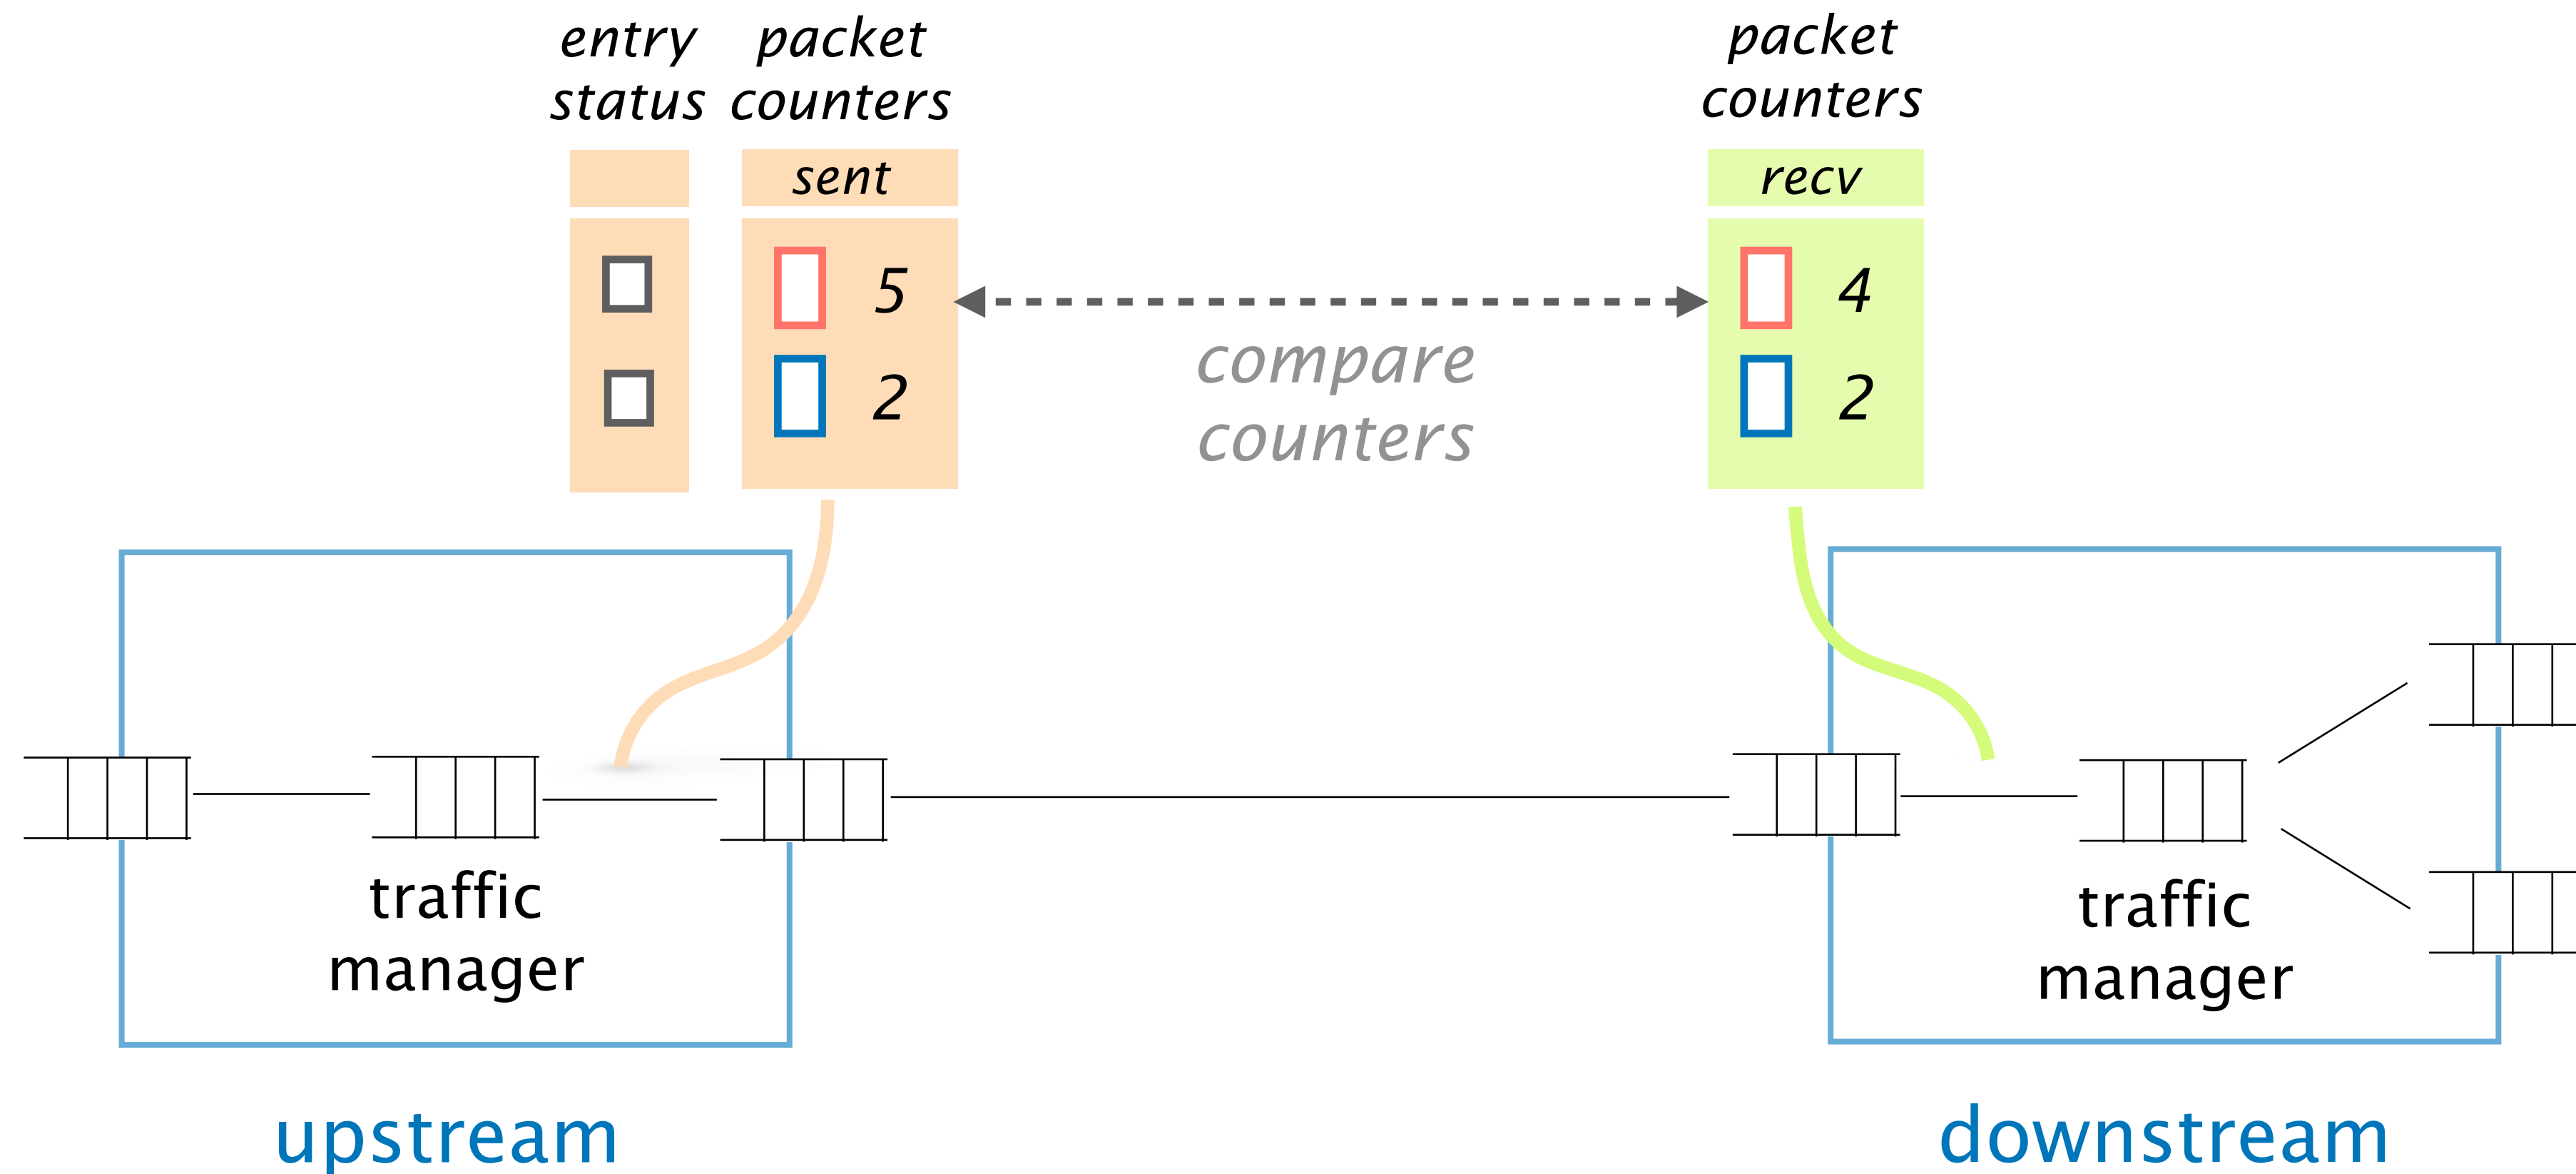 entry
status
packet
counters
packet
counters
sent
recv
5
4
2
2
compare
counters
traffic
manager
traffic
manager
upstream
downstream